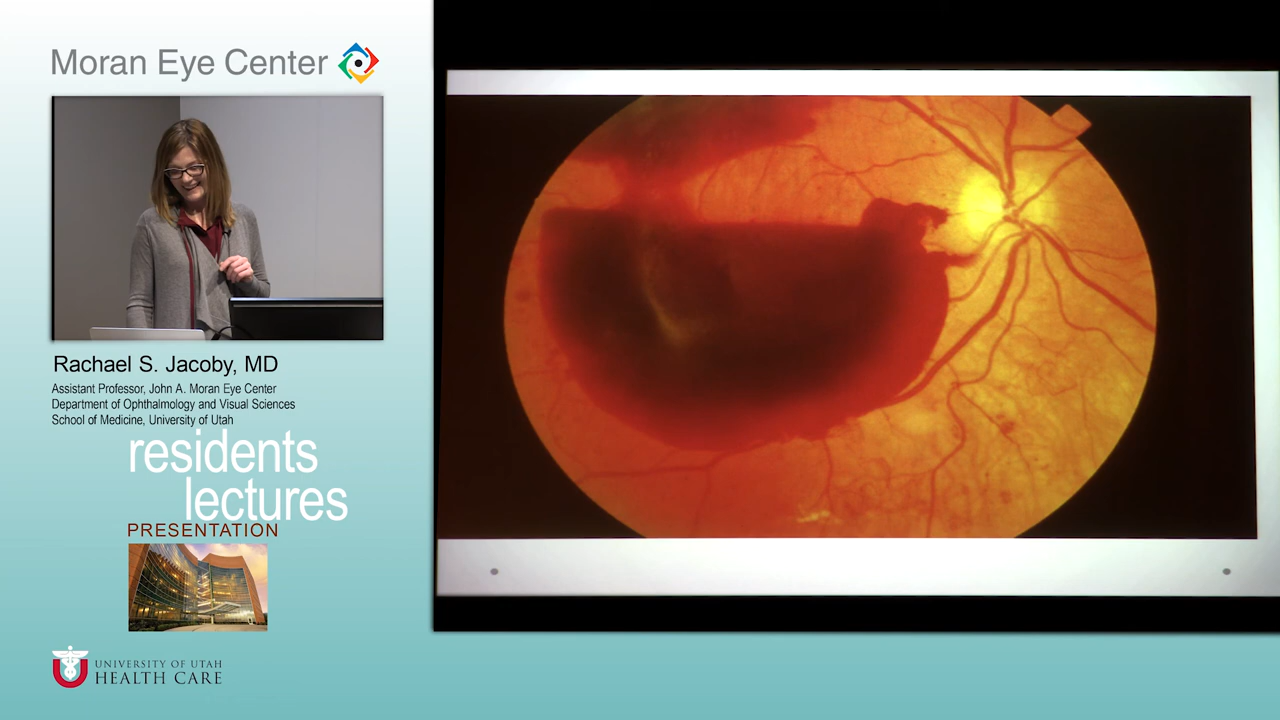 Moran Eye Center
Rachael S. Jacoby, MD
Assistant Professor, John A. Moran Eye Center
Department of Ophthalmology and Visual Sciences
School of Medicine, University of Utah
residents
lectures
PRESENTATION
UNIVERSITY OF UTAH
HEALTH CARE